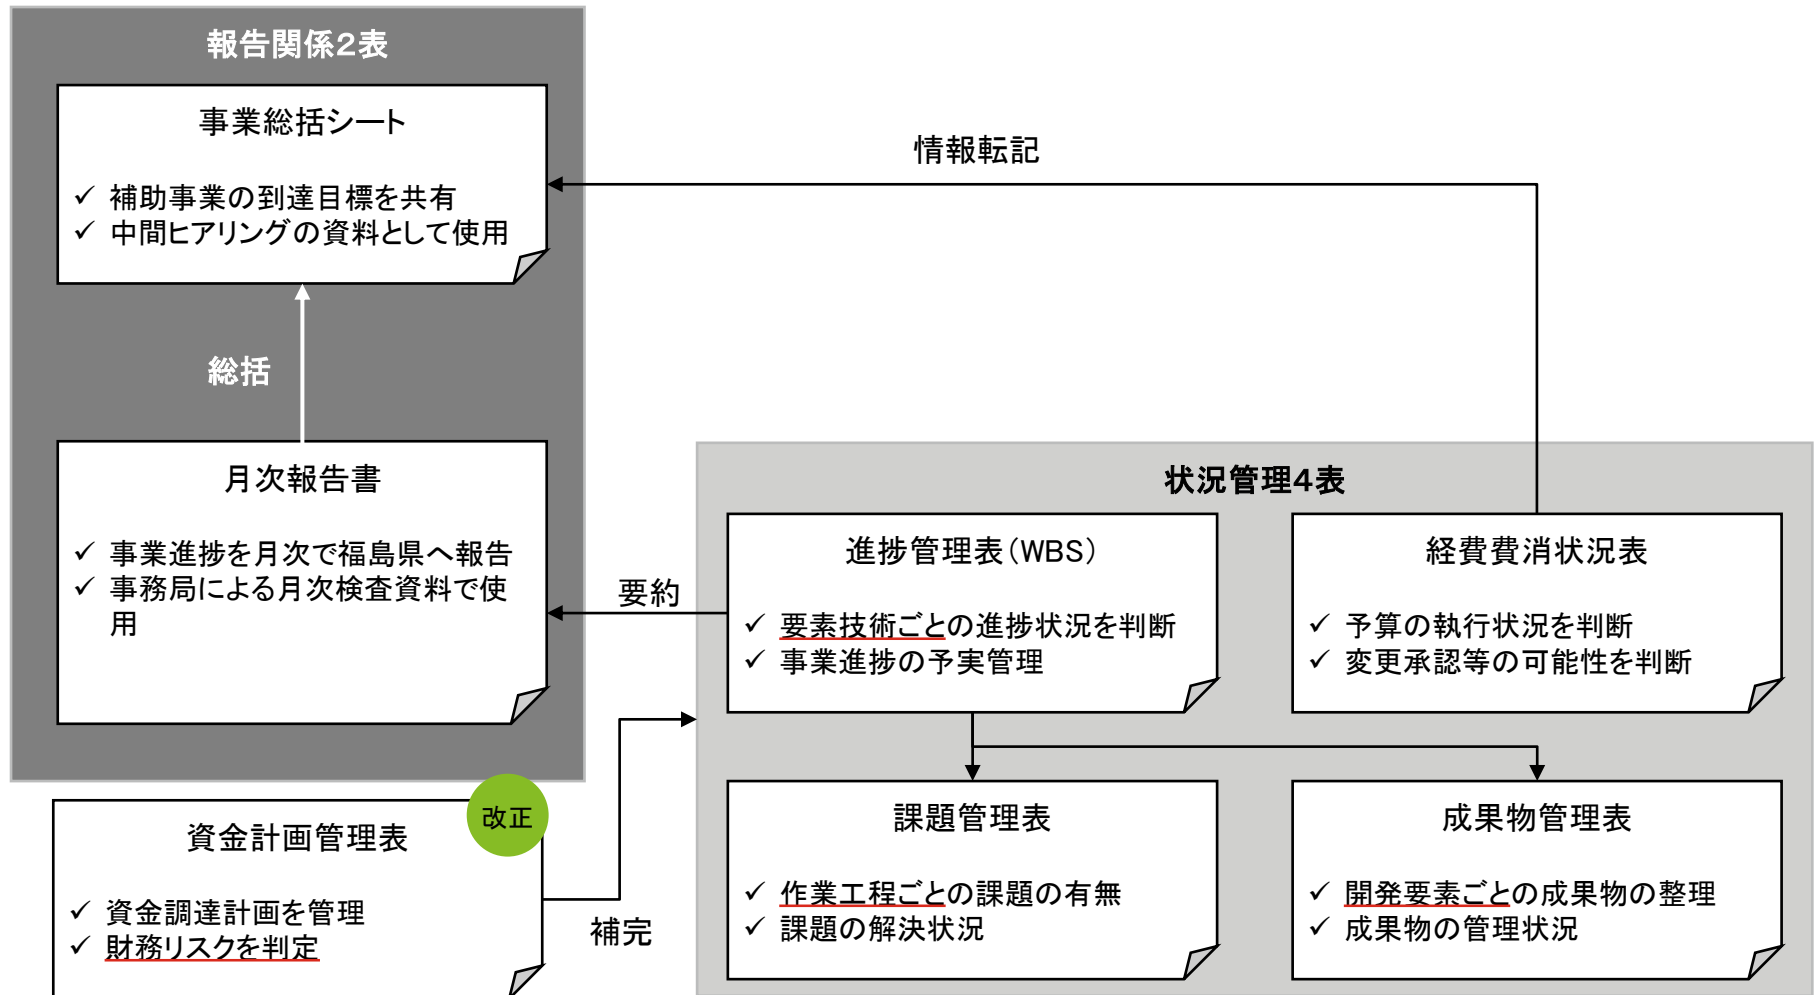 報告関係2表
事業総括シート
✓ 補助事業の到達目標を共有
✓ 中間ヒアリングの資料として使用
総括
月次報告書
✓ 事業進捗を月次で福島県へ報告
✓ 事務局による月次検査資料で使
用
情報転記
要約
状況管理4表
進捗管理表（WBS）
✓ 要素技術ごとの進捗状況を判断
✓ 事業進捗の予実管理
経費費消状況表
✓ 予算の執行状況を判断
✓ 変更承認等の可能性を判断
課題管理表
✓ 作業工程ごとの課題の有無
✓ 課題の解決状況
成果物管理表
✓ 開発要素ごとの成果物の整理
✓ 成果物の管理状況
改正
資金計画管理表
✓ 資金調達計画を管理
✓ 財務リスクを判定
補完